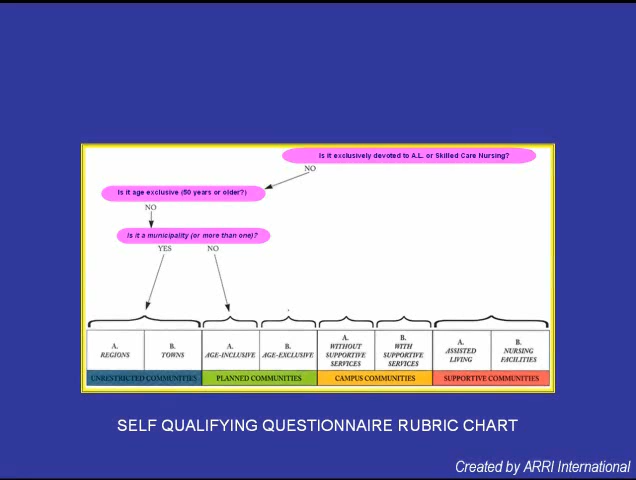 Is it exclusively devoted to A.L. or Skilled Care Nursing?
NO
Is it age exclusive (50 years or older?)
NO
Is it a municipality (or more than one)?
YES
NO
A.
REGIONS
B.
TOWNS
A.
AGE-INCLUSIVE
B.
AGE-EXCLUSIVE
A.
WITHOUT
SUPPORTIVE
SERVICES
B.
WITH
SUPPORTIVE
SERVICES
A.
ASSISTED
LIVING
B.
NURSING
FACILITIES
UNRESTRICTED COMMUNITIES
PLANNED COMMUNITIES
CAMPUS COMMUNITIES
SUPPORTIVE COMMUNITIES
SELF QUALIFYING QUESTIONNAIRE RUBRIC CHART
Created by ARRI International